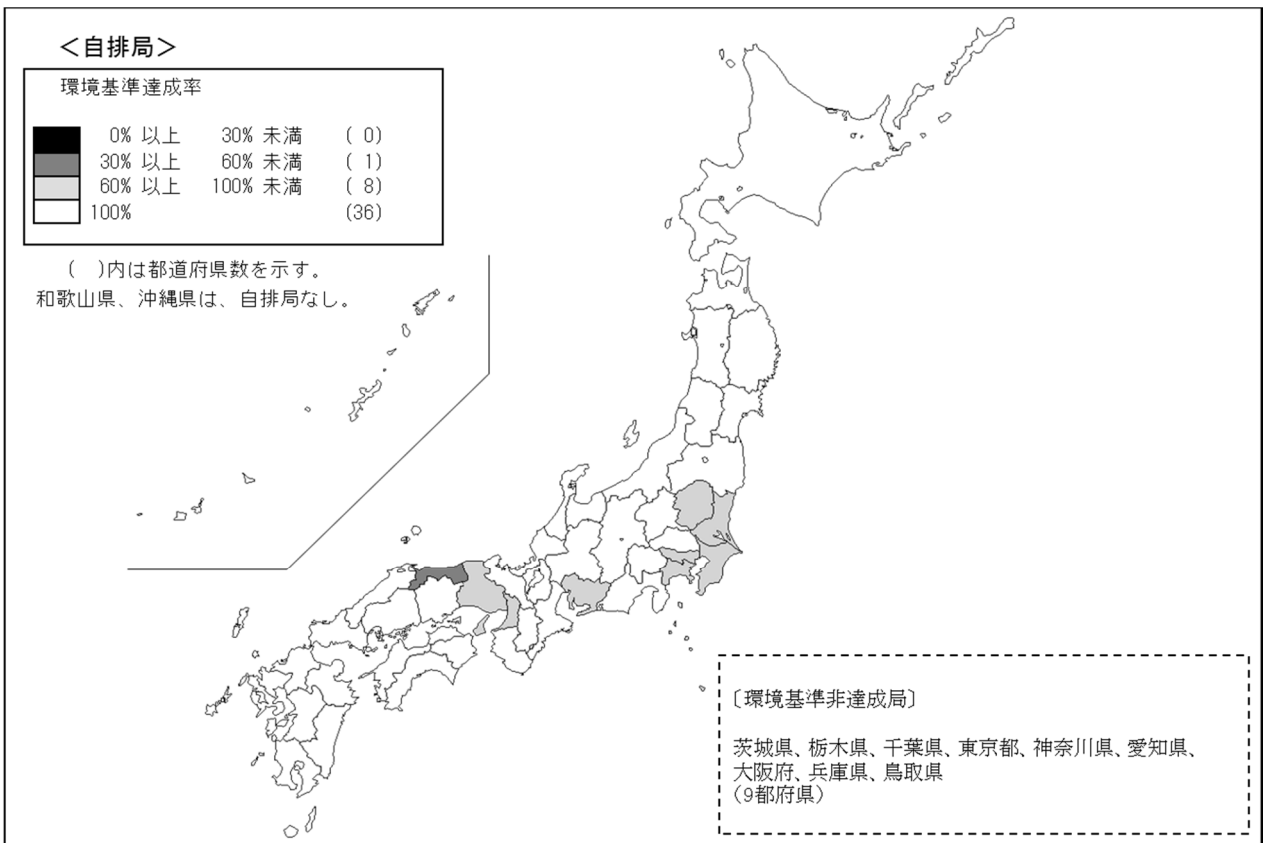 ＜自排局＞
環境基準達成率
0% 以上 30% 未満 ( 0)
30% 以上 60% 未満 ( 1)
60% 以上 100% 未満 ( 8)
100% (36)
( )内は都道府県数を示す。
和歌山県、沖縄県は、自排局なし。
〔環境基準非達成局〕
茨城県、栃木県、千葉県、東京都、神奈川県、愛知県、
大阪府、兵庫県、鳥取県
(9都府県)